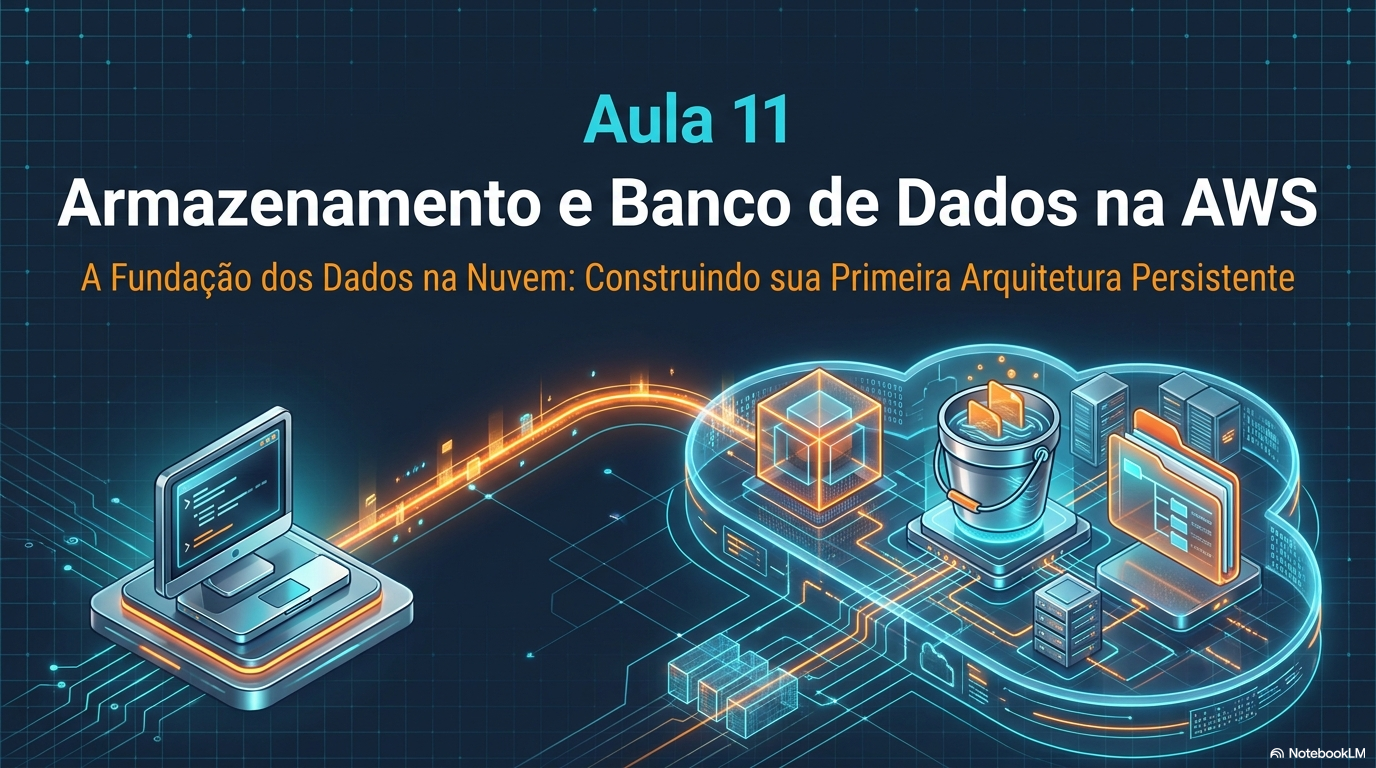 Aula 11
Armazenamento e Banco de Dados na AWS
A Fundação dos Dados na Nuvem: Construindo sua Primeira Arquitetura Persistente
NotebookLM